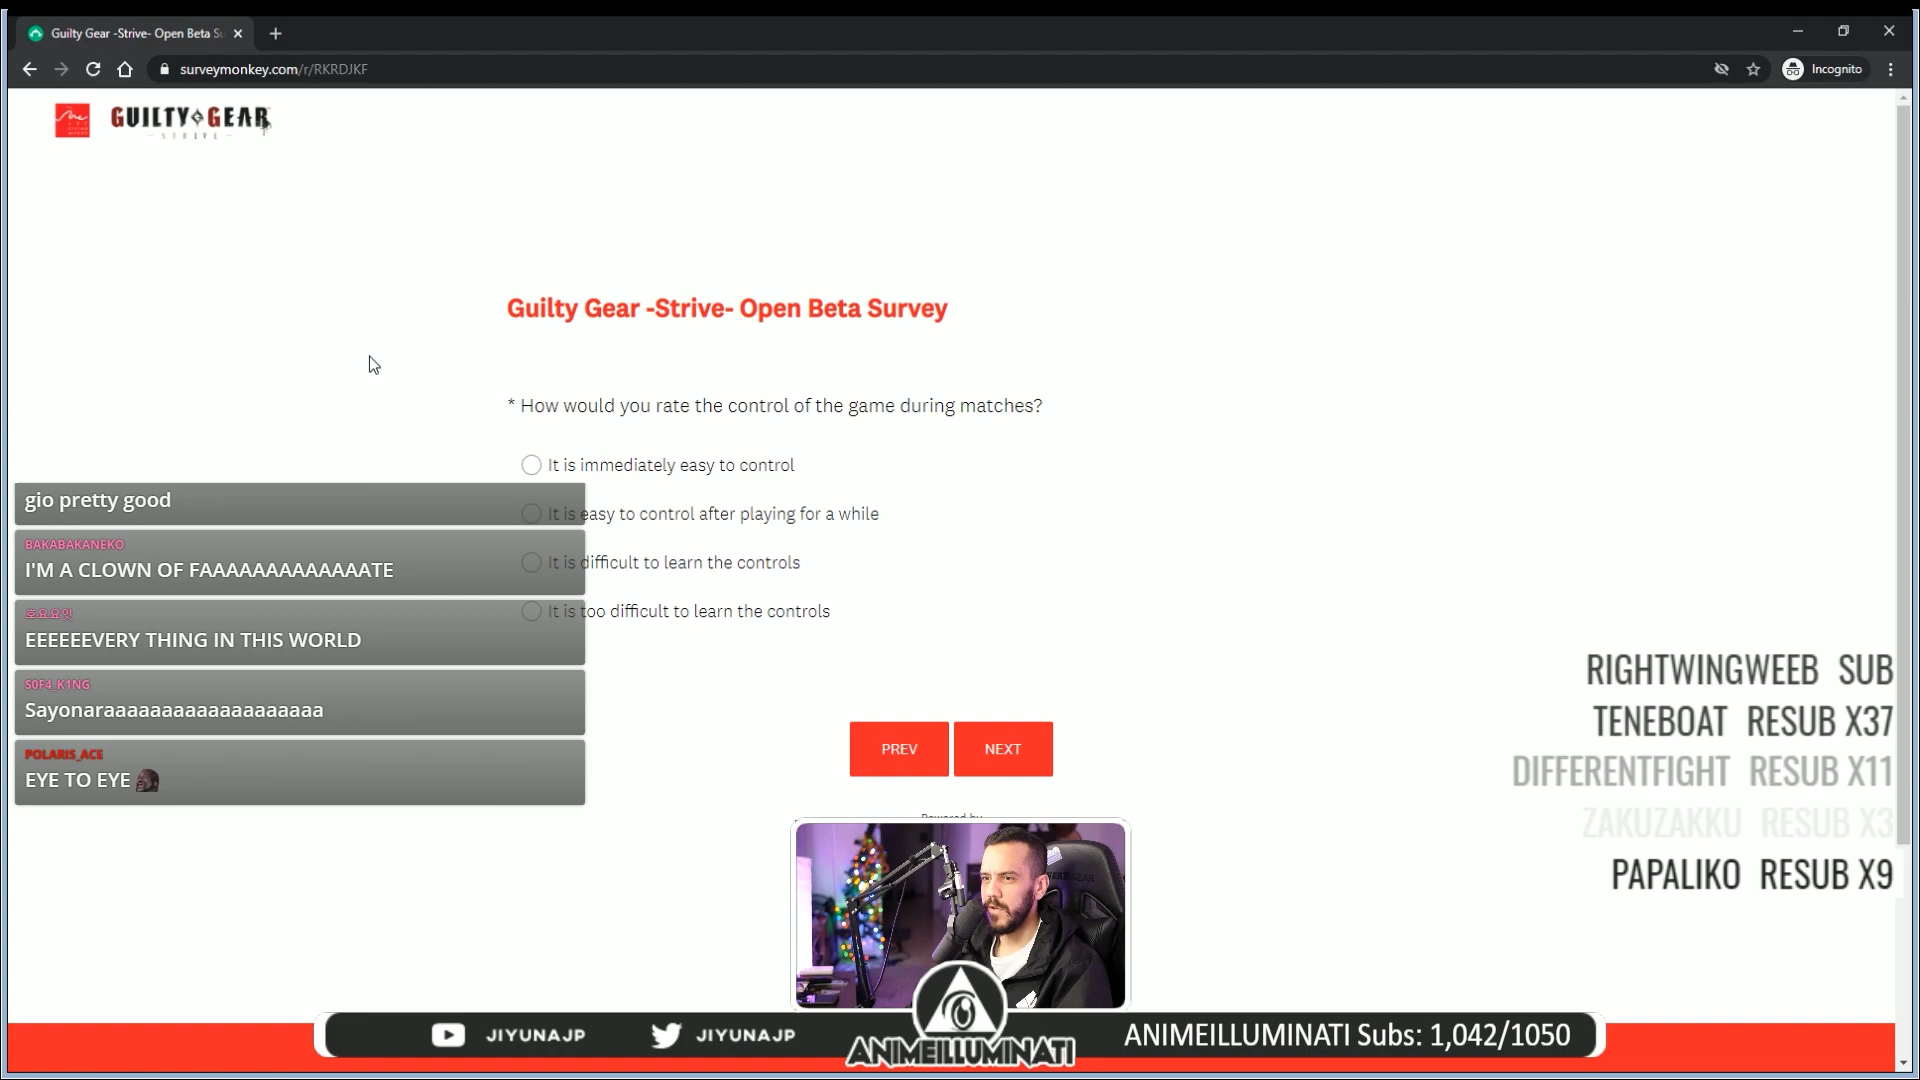 Guilty Gear -Strive- Open Beta Su
surveymonkey.com/r/RKRDJKF
Incognito
GUILTY GEAR
STRIVE
Guilty Gear -Strive- Open Beta Survey
* How would you rate the control of the game during matches?
It is immediately easy to control
It is easy to control after playing for a while
It is difficult to learn the controls
It is too difficult to learn the controls
gio pretty good
BAKABAKANEKO
I'M A CLOWN OF FAAAAAAAAAAAAATE
EEEEEEVERY THING IN THIS WORLD
S0F4_K1NG
Sayonaraaaaaaaaaaaaaaaaaaa
POLARIS_ACE
EYE TO EYE
PREV
NEXT
Powered by
RIGHTWINGWEEB SUB
TENEBOAT RESUB X37
DIFFERENTFIGHT RESUB X11
ZAKUZAKKU RESUB X3
PAPALIKO RESUB X9
JIYUNAJP
JIYUNAJP
ANIMEILLUMINATI
ANIMEILLUMINATI Subs: 1,042/1050